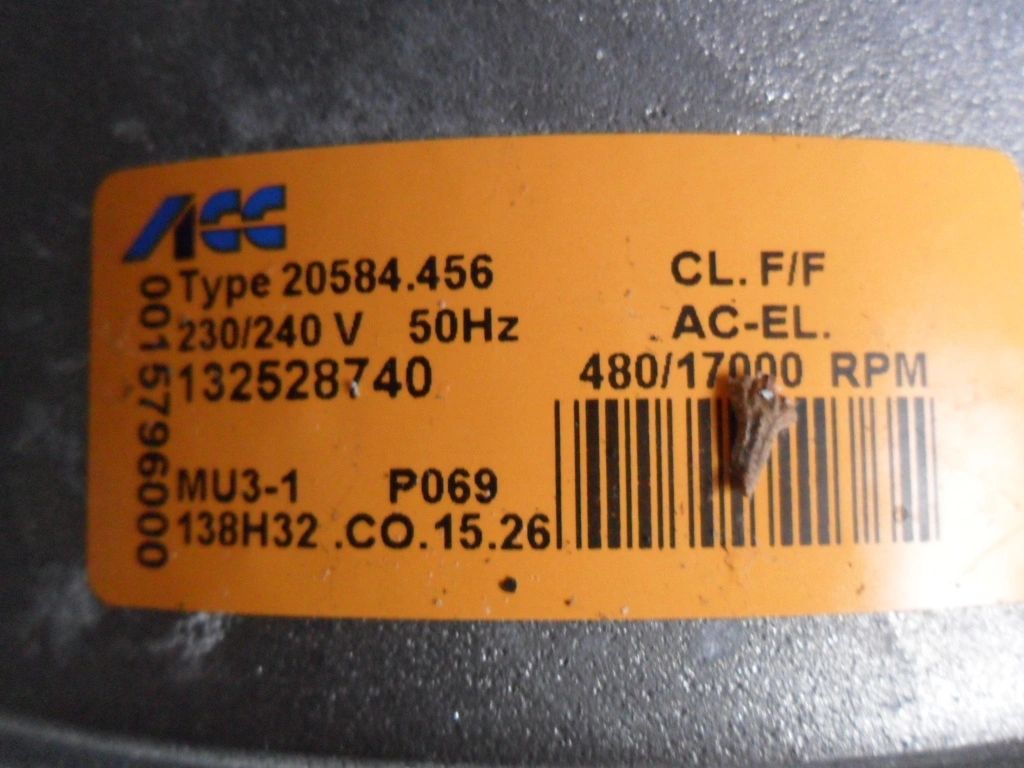 ACC
Type 20584.456 CL. F/F
230/240 V 50Hz AC-EL.
132528740 480/17000 RPM
MU3-1 P069
138H32 .CO.15.26
0015796000